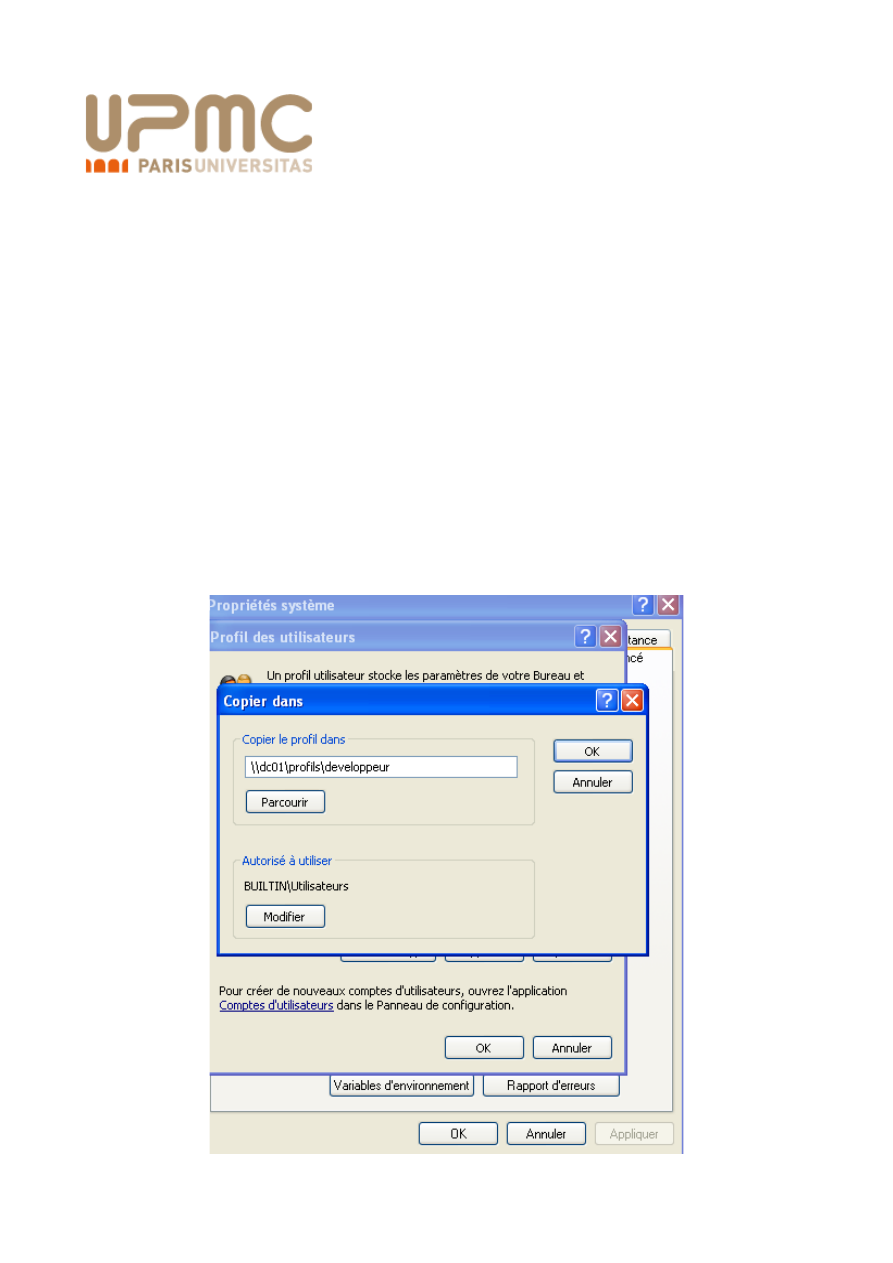 UPMC
PARISUNIVERSITAS
Propriétés système
Profil des utilisateurs
tance
ncé
Un profil utilisateur stocke les paramètres de votre Bureau et
Copier dans
Copier le profil dans
\\dc01\profils\developpeur
Parcourir
OK
Annuler
Autorisé à utiliser
BUILTIN\Utilisateurs
Modifier
Pour créer de nouveaux comptes d'utilisateurs, ouvrez l'application
Comptes d'utilisateurs dans le Panneau de configuration.
OK
Annuler
Variables d'environnement
Rapport d'erreurs
OK
Annuler
Appliquer